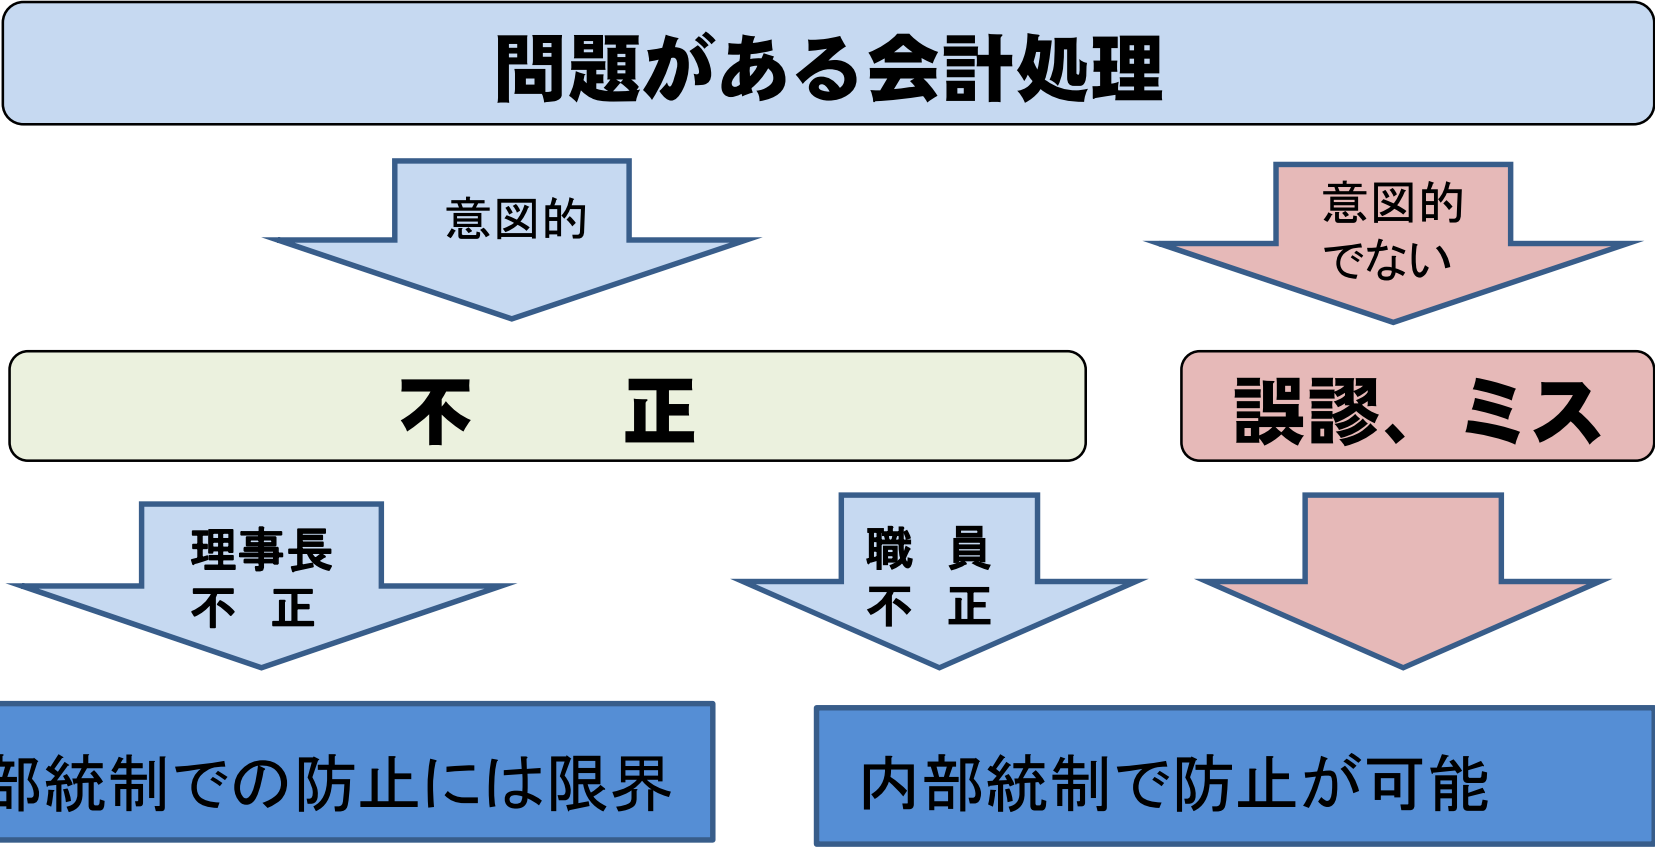 問題がある会計処理
意図的
意図的
でない
不　　正
誤謬、ミス
理事長
不　正
職　員
不　正
部統制での防止には限界
内部統制で防止が可能